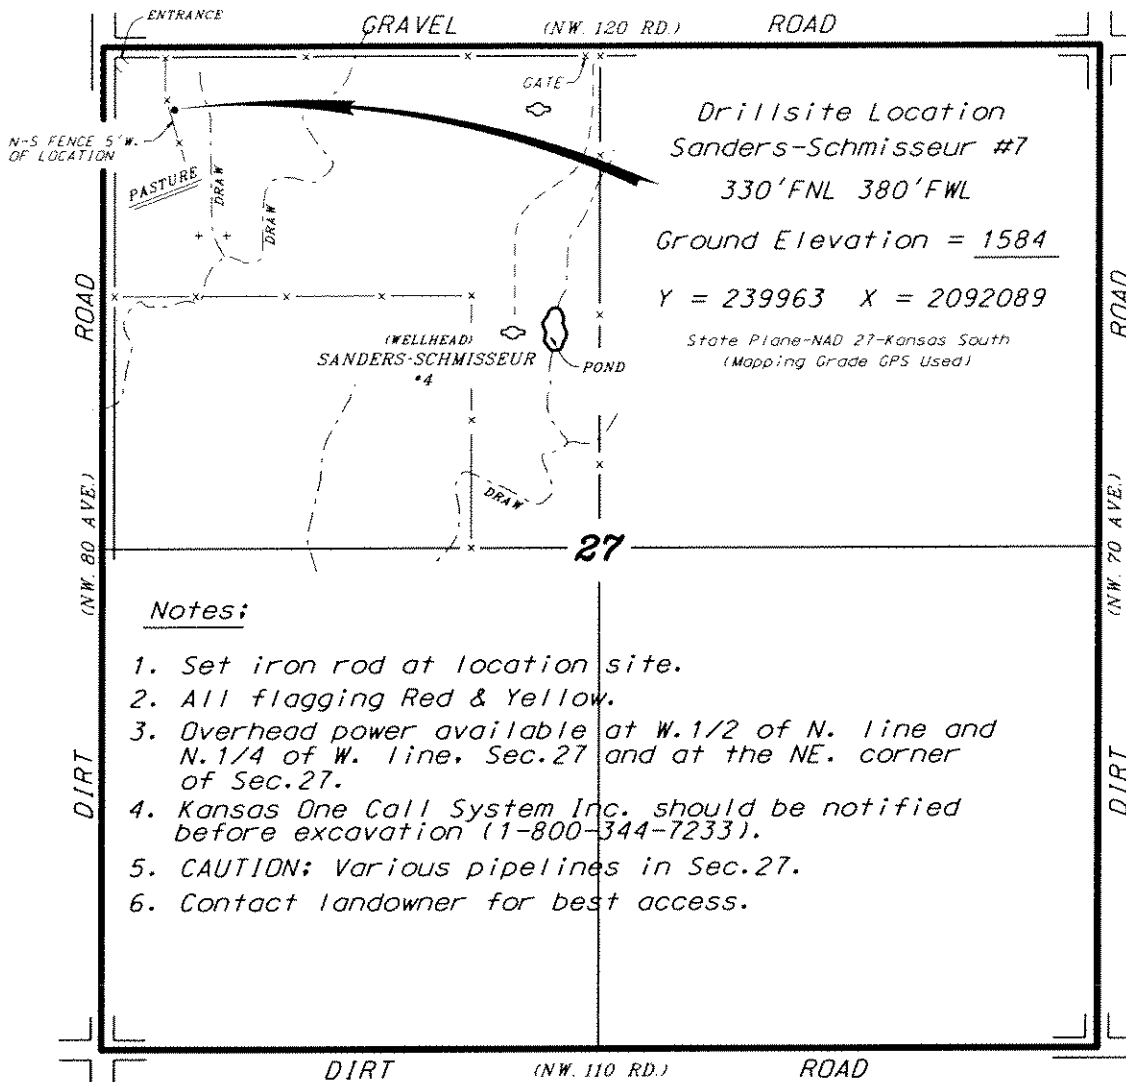 ENTRANCE
GRAVEL (NW. 120 RD.) ROAD
GATE
N-S FENCE 5'W.
OF LOCATION
PASTURE
DRAW
DRAW
Drillsite Location
Sanders-Schmisseur #7
330'FNL 380'FWL
Ground Elevation = 1584
Y = 239963 X = 2092089
State Plane-NAD 27-Kansas South
(Mapping Grade GPS Used)
ROAD
ROAD
(WELLHEAD)
SANDERS-SCHMISSEUR
#4
POND
DRAW
(NW. 80 AVE.)
(NW. 70 AVE.)
27
Notes:
1. Set iron rod at location site.
2. All flagging Red & Yellow.
3. Overhead power available at W.1/2 of N. line and
N.1/4 of W. line, Sec.27 and at the NE. corner
of Sec.27.
4. Kansas One Call System Inc. should be notified
before excavation (1-800-344-7233).
5. CAUTION: Various pipelines in Sec.27.
6. Contact landowner for best access.
DIRT
DIRT
DIRT (NW. 110 RD.) ROAD